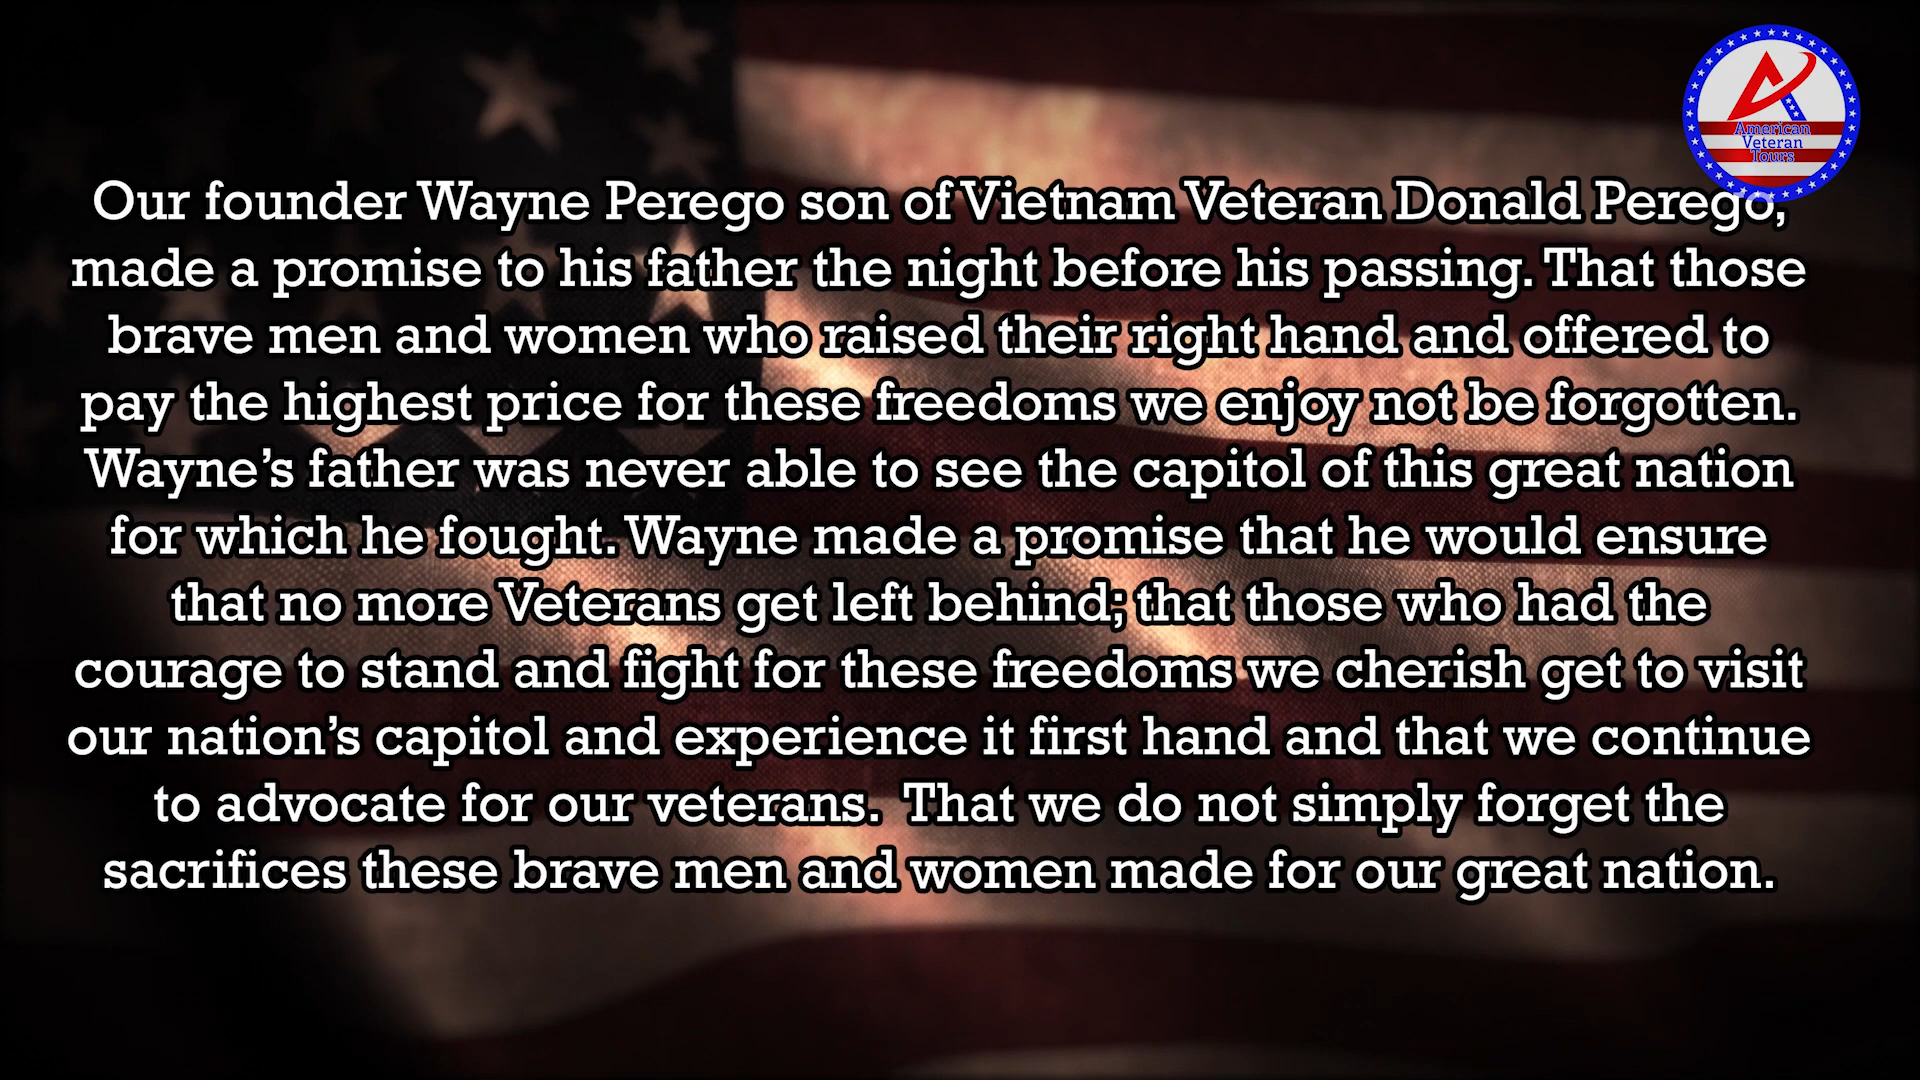 American
Veteran
Tours
Our founder Wayne Perego son of Vietnam Veteran Donald Perego,
made a promise to his father the night before his passing. That those
brave men and women who raised their right hand and offered to
pay the highest price for these freedoms we enjoy not be forgotten.
Wayne’s father was never able to see the capitol of this great nation
for which he fought. Wayne made a promise that he would ensure
that no more Veterans get left behind; that those who had the
courage to stand and fight for these freedoms we cherish get to visit
our nation’s capitol and experience it first hand and that we continue
to advocate for our veterans.  That we do not simply forget the
sacrifices these brave men and women made for our great nation.